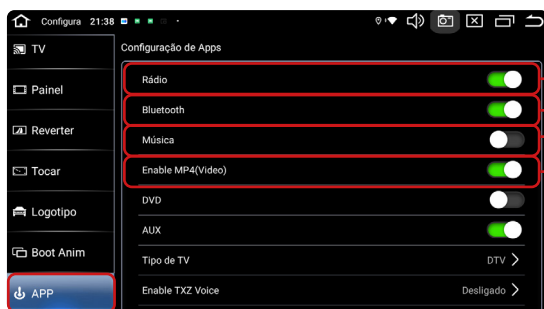 Configura 21:38
TV
Configuração de Apps
Painel
Rádio
Bluetooth
Reverter
Música
Tocar
Enable MP4(Video)
DVD
Logotipo
AUX
Boot Anim
Tipo de TV DTV
APP
Enable TXZ Voice Desligado